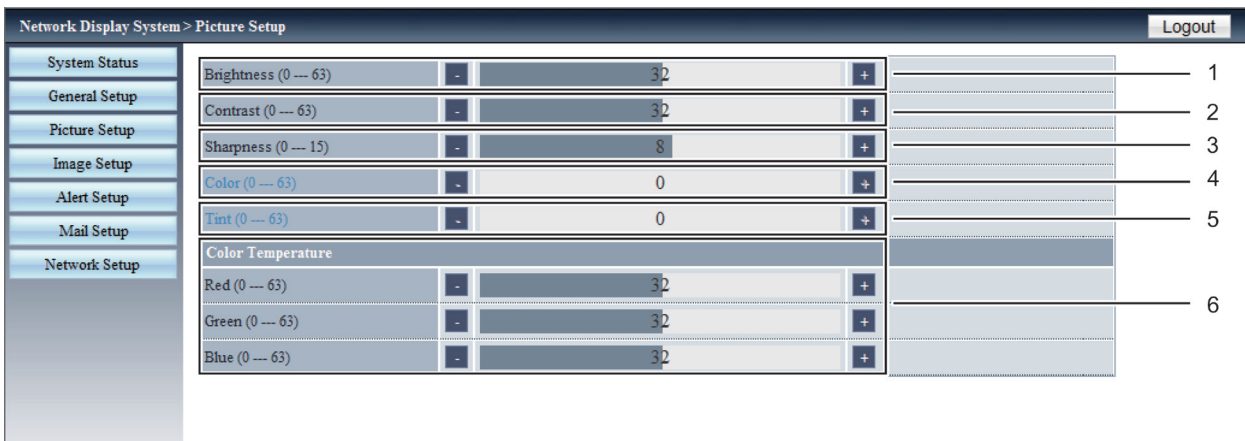 Network Display System > Picture Setup
Logout
System Status
General Setup
Picture Setup
Image Setup
Alert Setup
Mail Setup
Network Setup
Brightness (0 --- 63) - 32 + 1
Contrast (0 --- 63) - 32 + 2
Sharpness (0 --- 15) - 8 + 3
Color (0 --- 63) - 0 + 4
Tint (0 --- 63) - 0 + 5
Color Temperature
Red (0 --- 63) - 32 +
Green (0 --- 63) - 32 + 6
Blue (0 --- 63) - 32 +